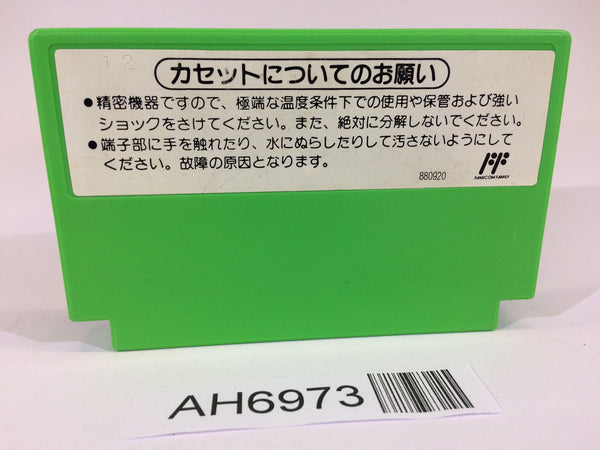 12
カセットについてのお願い
●精密機器ですので、極端な温度条件下での使用や保管および強い
ショックをさけてください。また、絶対に分解しないでください。
●端子部に手を触れたり、水にぬらしたりして汚さないようにして
ください。故障の原因となります。
880920
FAMICOM FAMILY
AH6973